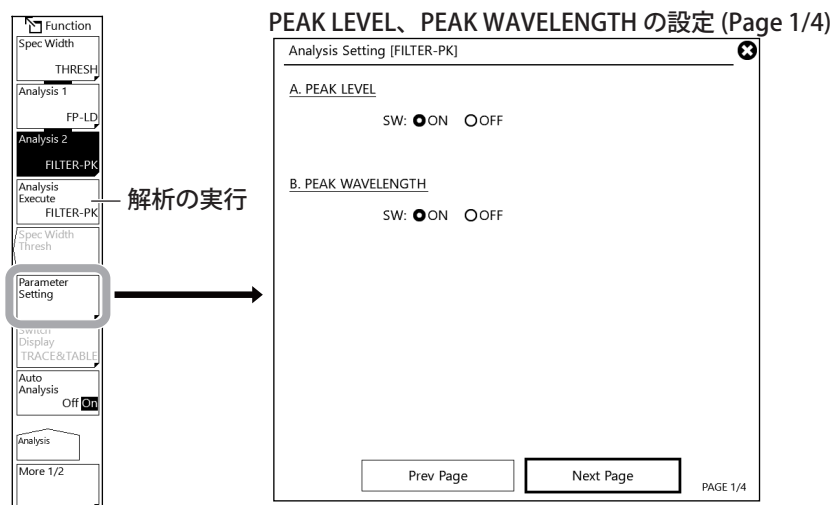 Function
Spec Width
THRESH
Analysis 1
FP-LD
Analysis 2
FILTER-PK
Analysis
Execute
FILTER-PK
解析の実行
Spec Width
Thresh
Parameter
Setting
Switch
Display
TRACE&TABLE
Auto
Analysis
Off On
Analysis
More 1/2
PEAK LEVEL、PEAK WAVELENGTH の設定 (Page 1/4)
Analysis Setting [FILTER-PK]
A. PEAK LEVEL
SW: ON OFF
B. PEAK WAVELENGTH
SW: ON OFF
Prev Page Next Page
PAGE 1/4